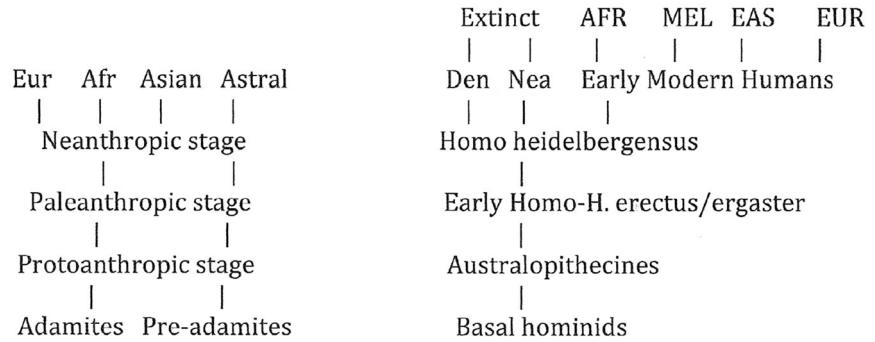 Eur Afr Asian Astral
Neanthropic stage
Paleanthropic stage
Protoanthropic stage
Adamites Pre-adamites
Extinct AFR MEL EAS EUR
Den Nea Early Modern Humans
Homo heidelbergensus
Early Homo-H. erectus/ergaster
Australopithecines
Basal hominids